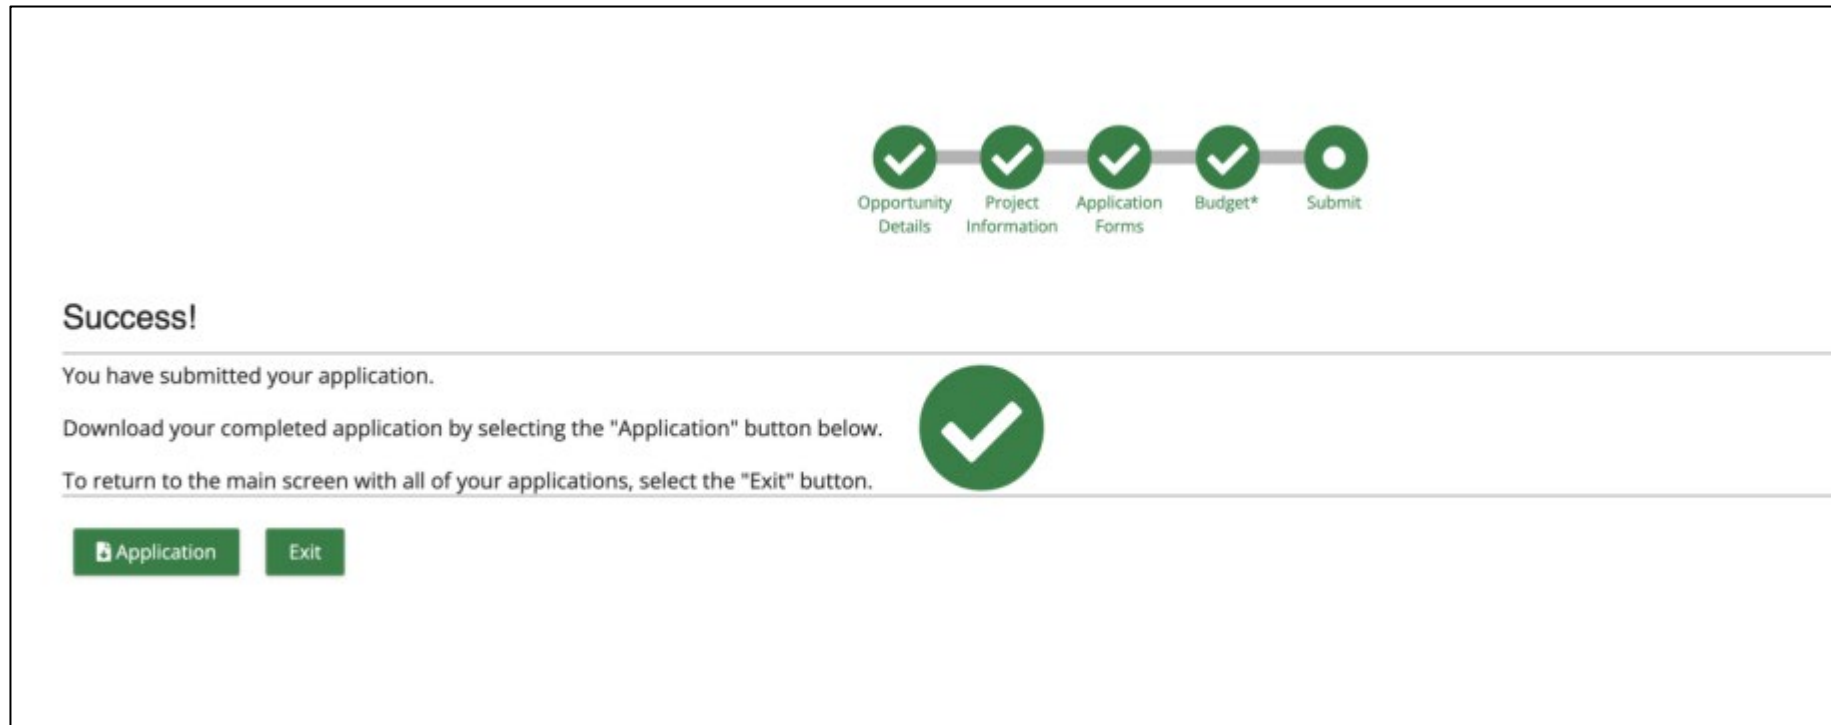 Opportunity Details
Project Information
Application Forms
Budget*
Submit
Success!
You have submitted your application.
Download your completed application by selecting the "Application" button below.
To return to the main screen with all of your applications, select the "Exit" button.
Application
Exit